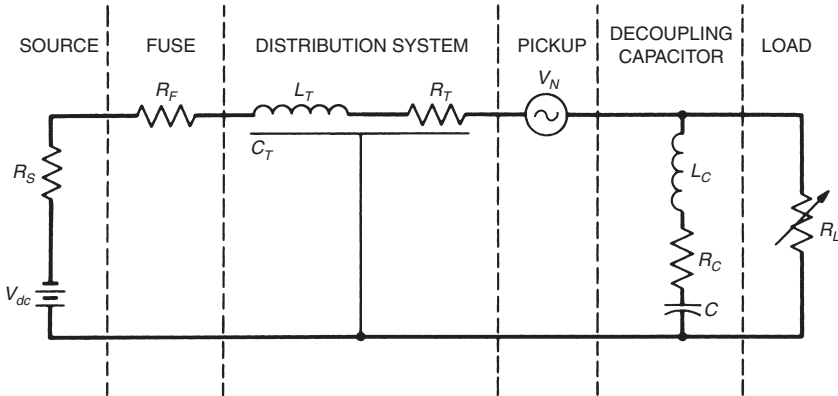 SOURCE
FUSE
DISTRIBUTION SYSTEM
PICKUP
DECOUPLING
CAPACITOR
LOAD
R_F
L_T
R_T
V_N
C_T
R_S
L_C
R_L
R_C
V_dc
C